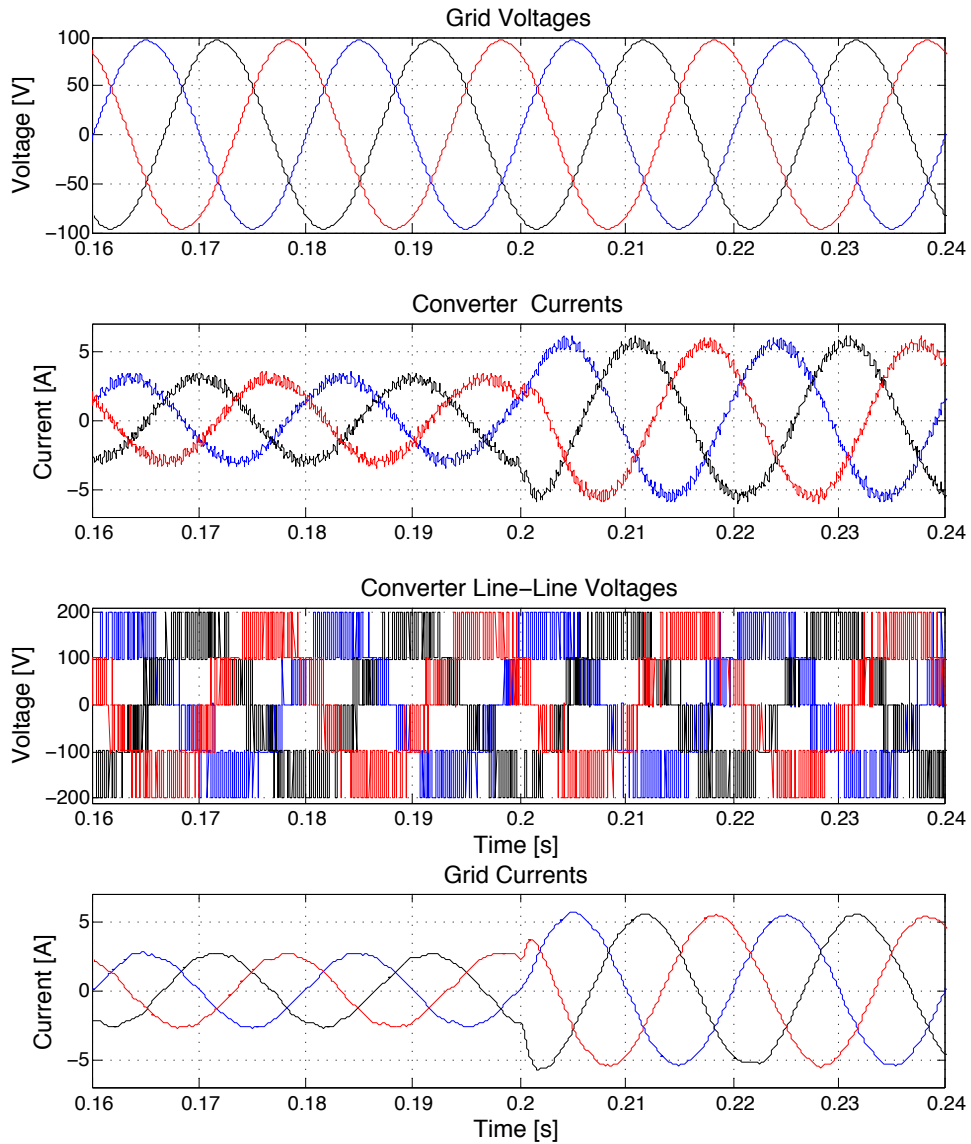 Grid Voltages
Voltage [V]
100
50
0
−50
−100
0.16 0.17 0.18 0.19 0.2 0.21 0.22 0.23 0.24
Converter Currents
Current [A]
5
0
−5
0.16 0.17 0.18 0.19 0.2 0.21 0.22 0.23 0.24
Converter Line−Line Voltages
Voltage [V]
200
100
0
−100
−200
0.16 0.17 0.18 0.19 0.2 0.21 0.22 0.23 0.24
Time [s]
Grid Currents
Current [A]
5
0
−5
0.16 0.17 0.18 0.19 0.2 0.21 0.22 0.23 0.24
Time [s]